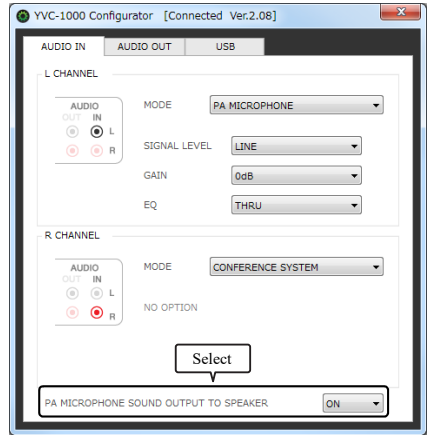 YVC-1000 Configurator [Connected Ver.2.08]
AUDIO IN AUDIO OUT USB
L CHANNEL
AUDIO
OUT IN
L
R
MODE PA MICROPHONE
SIGNAL LEVEL LINE
GAIN 0dB
EQ THRU
R CHANNEL
AUDIO
OUT IN
L
R
MODE CONFERENCE SYSTEM
NO OPTION
Select
PA MICROPHONE SOUND OUTPUT TO SPEAKER ON